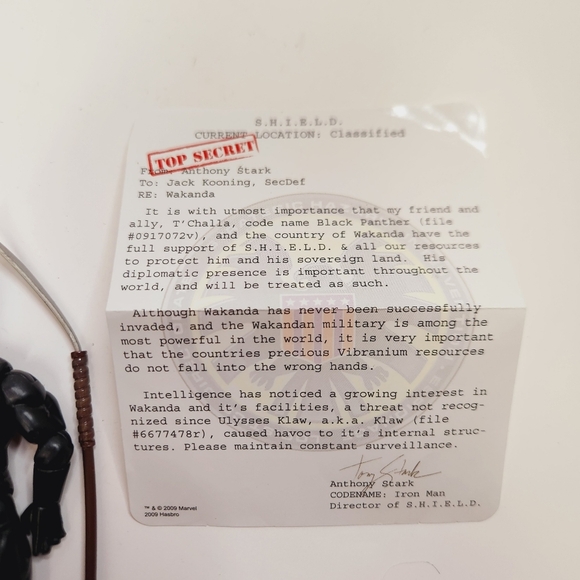 S.H.I.E.L.D.
CURRENT LOCATION: Classified
TOP SECRET
From: Anthony Stark
To: Jack Kooning, SecDef
RE: Wakanda
It is with utmost importance that my friend and
ally, T'Challa, code name Black Panther (file
#0917072v), and the country of Wakanda have the
full support of S.H.I.E.L.D. & all our resources
to protect him and his sovereign land. His
diplomatic presence is important throughout the
world, and will be treated as such.
Although Wakanda has never been successfully
invaded, and the Wakandan military is among the
most powerful in the world, it is very important
that the countries precious Vibranium resources
do not fall into the wrong hands.
Intelligence has noticed a growing interest in
Wakanda and it's facilities, a threat not recog-
nized since Ulysses Klaw, a.k.a. Klaw (file
#6677478r), caused havoc to it's internal struc-
tures. Please maintain constant surveillance.
Tony Stark
Anthony Stark
CODENAME: Iron Man
Director of S.H.I.E.L.D.
™ & © 2009 Marvel
2009 Hasbro